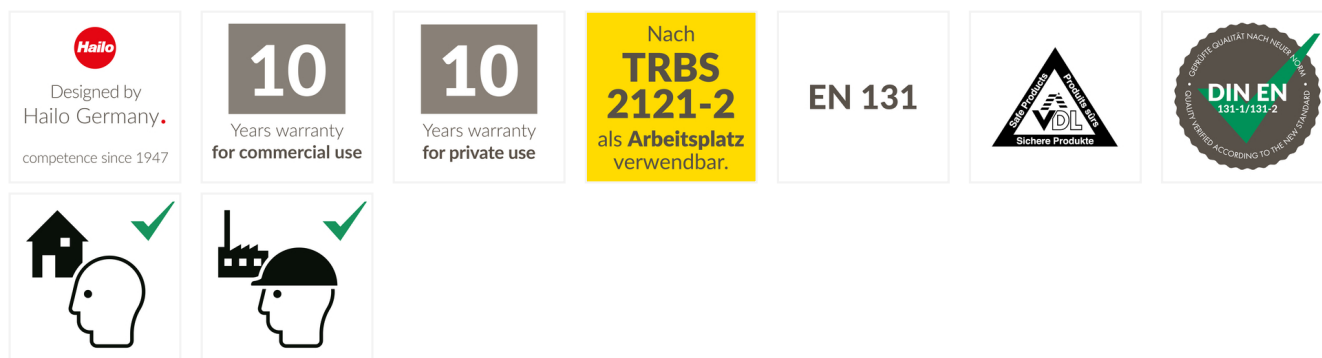 Hailo
Designed by
Hailo Germany.
competence since 1947
10
Years warranty
for commercial use
10
Years warranty
for private use
Nach
TRBS
2121-2
als Arbeitsplatz
verwendbar.
EN 131
Safe Products
Produits sûrs
VDL
Sichere Produkte
GEPRÜFTE QUALITÄT NACH NEUER NORM
DIN EN
131-1/131-2
QUALITY VERIFIED ACCORDING TO THE NEW STANDARD